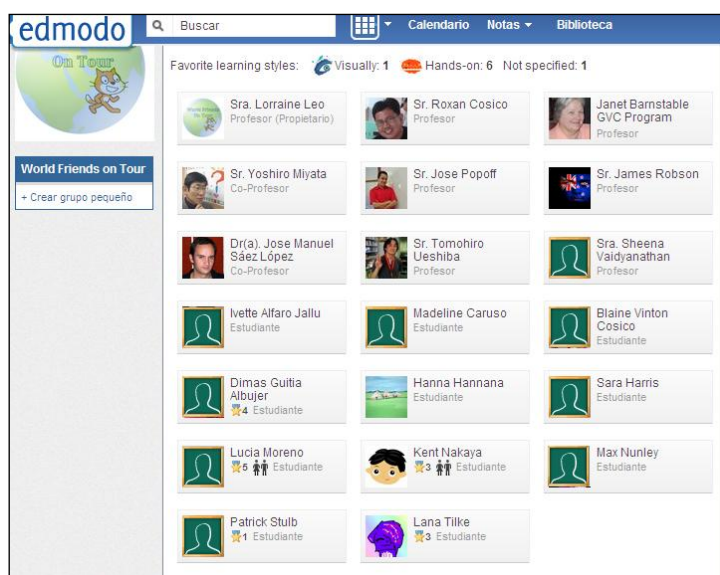 edmodo
Buscar
Calendario Notas Biblioteca
On Tour
World Friends on Tour
+ Crear grupo pequeño
Favorite learning styles: Visually: 1 Hands-on: 6 Not specified: 1
Sra. Lorraine Leo
Profesor (Propietario)
Sr. Roxan Cosico
Profesor
Janet Barnstable
GVC Program
Profesor
Sr. Yoshiro Miyata
Co-Profesor
Sr. Jose Popoff
Profesor
Sr. James Robson
Profesor
Dr(a). Jose Manuel
Sáez López
Co-Profesor
Sr. Tomohiro
Ueshiba
Profesor
Sra. Sheena
Vaidyanathan
Profesor
Ivette Alfaro Jallu
Estudiante
Madeline Caruso
Estudiante
Blaine Vinton
Cosico
Estudiante
Dimas Guitia
Albujer
4 Estudiante
Hanna Hannana
Estudiante
Sara Harris
Estudiante
Lucia Moreno
5 Estudiante
Kent Nakaya
3 Estudiante
Max Nunley
Estudiante
Patrick Stulb
1 Estudiante
Lana Tilke
3 Estudiante